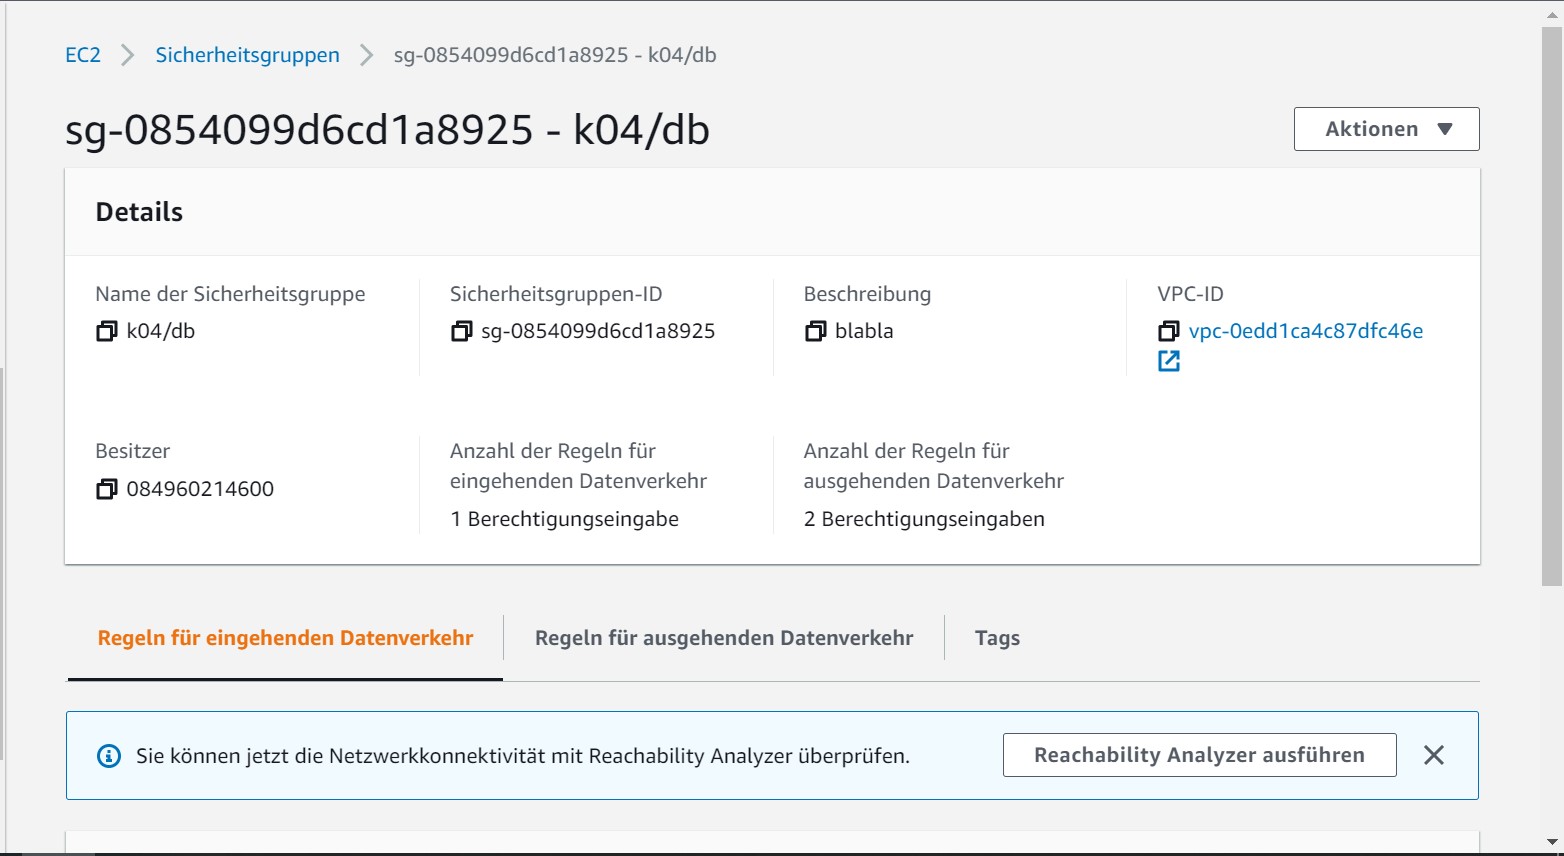 EC2 > Sicherheitsgruppen > sg-0854099d6cd1a8925 - k04/db
sg-0854099d6cd1a8925 - k04/db
Aktionen
Details
Name der Sicherheitsgruppe
k04/db
Sicherheitsgruppen-ID
sg-0854099d6cd1a8925
Beschreibung
blabla
VPC-ID
vpc-0edd1ca4c87dfc46e
Besitzer
084960214600
Anzahl der Regeln für
eingehenden Datenverkehr
1 Berechtigungseingabe
Anzahl der Regeln für
ausgehenden Datenverkehr
2 Berechtigungseingaben
Regeln für eingehenden Datenverkehr
Regeln für ausgehenden Datenverkehr
Tags
Sie können jetzt die Netzwerkkonnektivität mit Reachability Analyzer überprüfen.
Reachability Analyzer ausführen